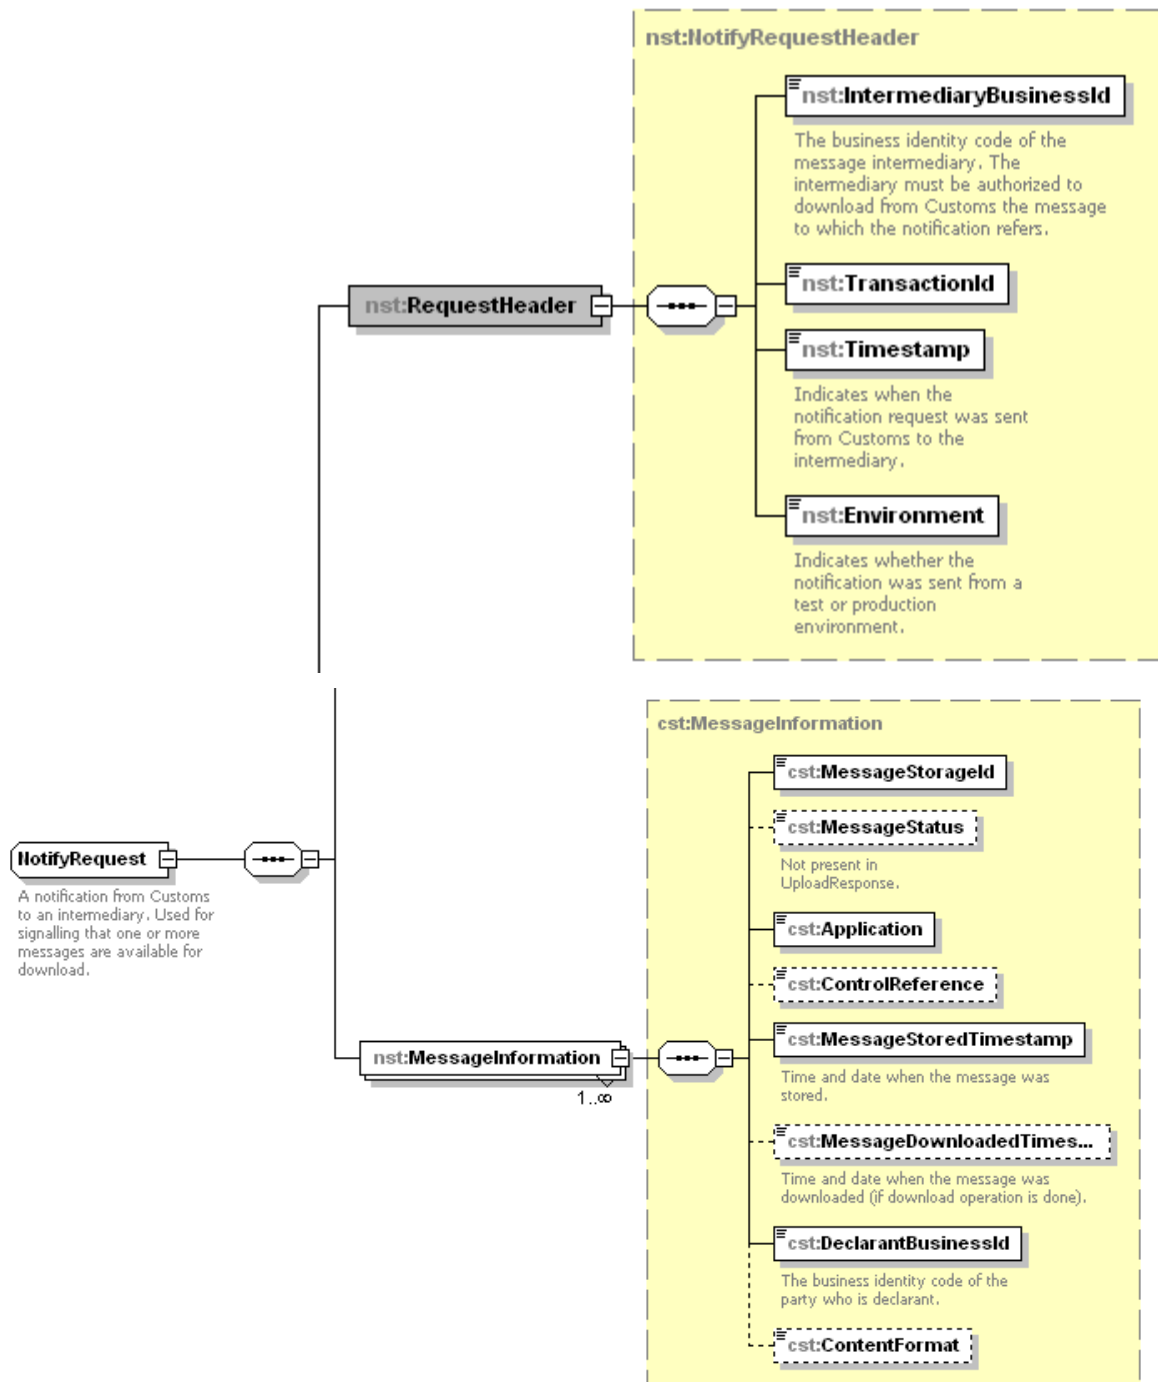 nst:NotifyRequestHeader
nst:IntermediaryBusinessId
The business identity code of the
message intermediary. The
intermediary must be authorized to
download from Customs the message
to which the notification refers.
nst:RequestHeader
nst:TransactionId
nst:Timestamp
Indicates when the
notification request was sent
from Customs to the
intermediary.
nst:Environment
Indicates whether the
notification was sent from a
test or production
environment.
cst:MessageInformation
cst:MessageStorageId
cst:MessageStatus
Not present in
UploadResponse.
NotifyRequest
A notification from Customs
to an intermediary. Used for
signalling that one or more
messages are available for
download.
cst:Application
cst:ControlReference
nst:MessageInformation
1..∞
cst:MessageStoredTimestamp
Time and date when the message was
stored.
cst:MessageDownloadedTimes...
Time and date when the message was
downloaded (if download operation is done).
cst:DeclarantBusinessId
The business identity code of the
party who is declarant.
cst:ContentFormat